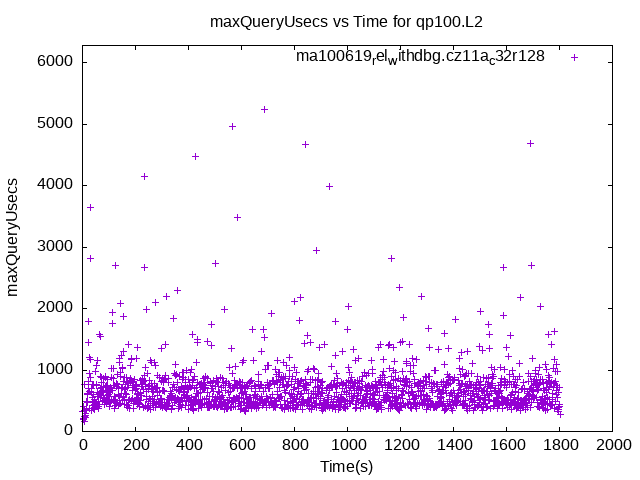 maxQueryUsecs vs Time for qp100.L2
ma100619relwithdbg.cz11ac32r128
6000
5000
4000
3000
2000
1000
0
maxQueryUsecs
0 200 400 600 800 1000 1200 1400 1600 1800 2000
Time(s)